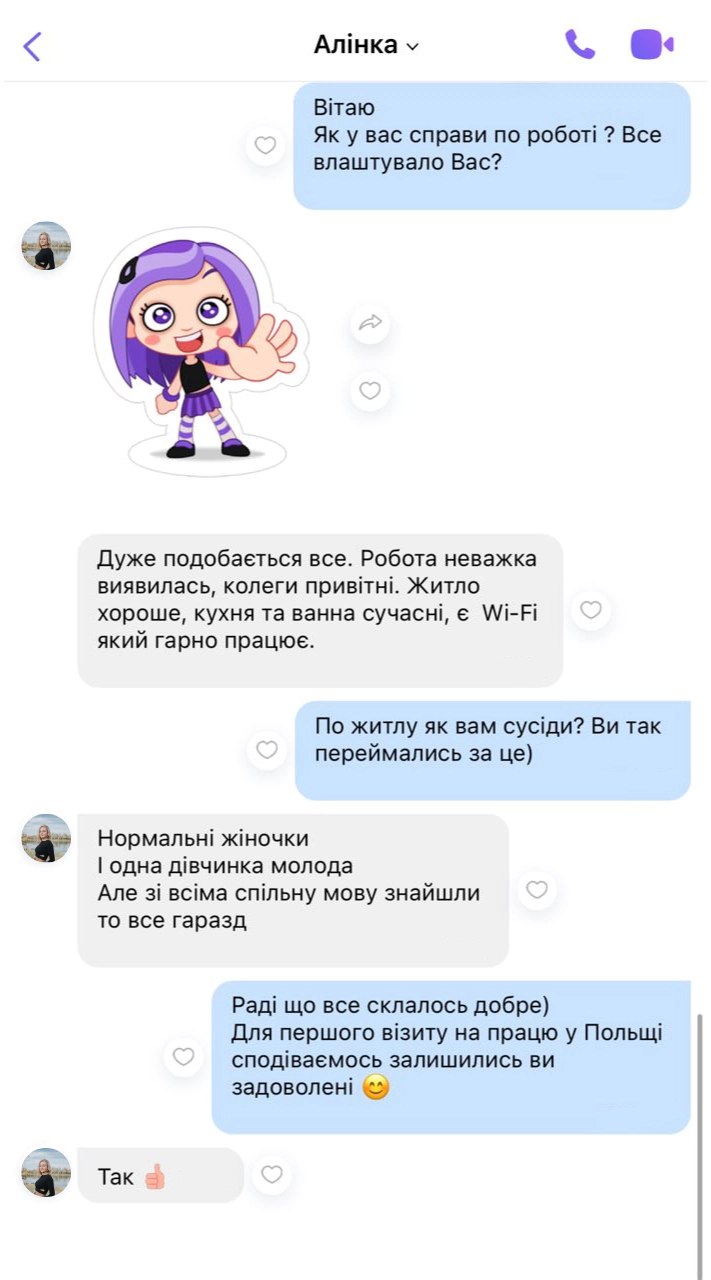 Алінка
Вітаю
Як у вас справи по роботі ? Все
влаштувало Вас?
Дуже подобається все. Робота неважка
виявилась, колеги привітні. Житло
хороше, кухня та ванна сучасні, є Wi-Fi
який гарно працює.
По житлу як вам сусіди? Ви так
переймались за це)
Нормальні жіночки
І одна дівчинка молода
Але зі всіма спільну мову знайшли
то все гаразд
Раді що все склалось добре)
Для першого візиту на працю у Польщі
сподіваємось залишились ви
задоволені 😊
Так 👍